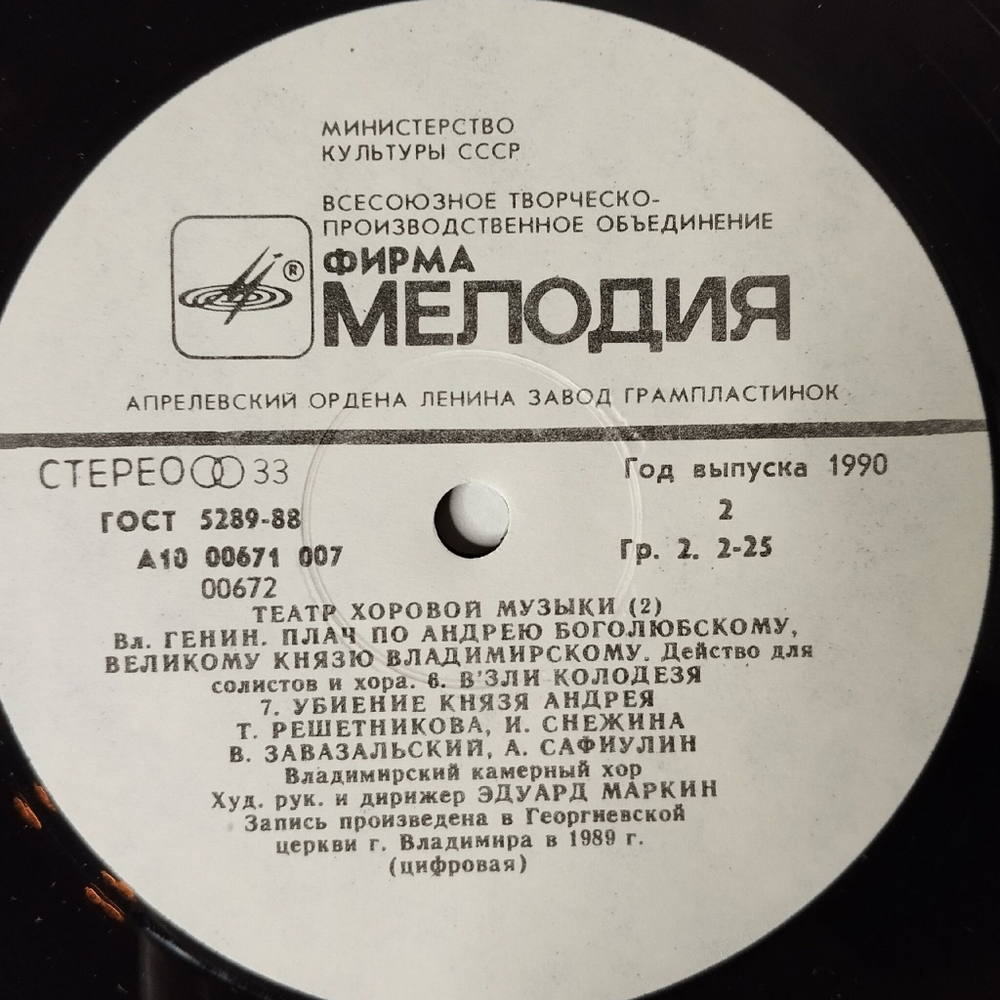 МИНИСТЕРСТВО
КУЛЬТУРЫ СССР
ВСЕСОЮЗНОЕ ТВОРЧЕСКО-
ПРОИЗВОДСТВЕННОЕ ОБЪЕДИНЕНИЕ
ФИРМА
®
МЕЛОДИЯ
АПРЕЛЕВСКИЙ ОРДЕНА ЛЕНИНА ЗАВОД ГРАМПЛАСТИНОК
СТЕРЕО 33
Год выпуска 1990
ГОСТ 5289-88
2
А10 00671 007
Гр. 2. 2-25
00672
ТЕАТР ХОРОВОЙ МУЗЫКИ (2)
Вл. ГЕНИН. ПЛАЧ ПО АНДРЕЮ БОГОЛЮБСКОМУ,
ВЕЛИКОМУ КНЯЗЮ ВЛАДИМИРСКОМУ. Действо для
солистов и хора. 6. В'ЗЛИ КОЛОДЕЗЯ
7. УБИЕНИЕ КНЯЗЯ АНДРЕЯ
Т. РЕШЕТНИКОВА, И. СНЕЖИНА
В. ЗАВАЗАЛЬСКИЙ, А. САФИУЛИН
Владимирский камерный хор
Худ. рук. и дирижер ЭДУАРД МАРКИН
Запись произведена в Георгиевской
церкви г. Владимира в 1989 г.
(цифровая)